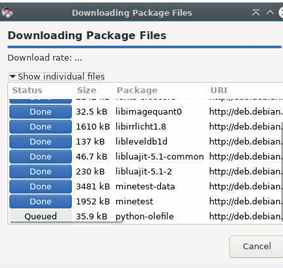 Downloading Package Files
Downloading Package Files
Download rate: ...
Show individual files
Status Size Package URI
Done 32.5 kB libimagequant0 http://deb.debian.
Done 1610 kB libirrlicht1.8 http://deb.debian.
Done 137 kB libleveldb1d http://deb.debian.
Done 46.7 kB libluajit-5.1-common http://deb.debian.
Done 230 kB libluajit-5.1-2 http://deb.debian.
Done 3481 kB minetest-data http://deb.debian.
Done 1952 kB minetest http://deb.debian.
Queued 35.9 kB python-olefile http://deb.debian.
Cancel